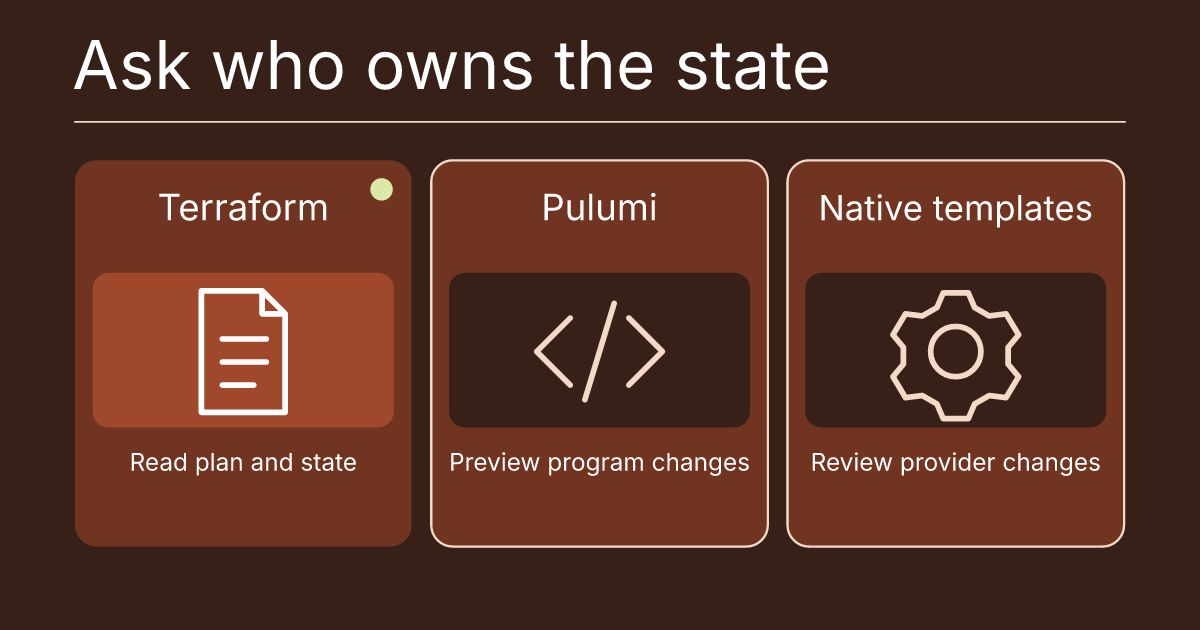 Ask who owns the state
Terraform
Pulumi
Native templates
Read plan and state
Preview program changes
Review provider changes